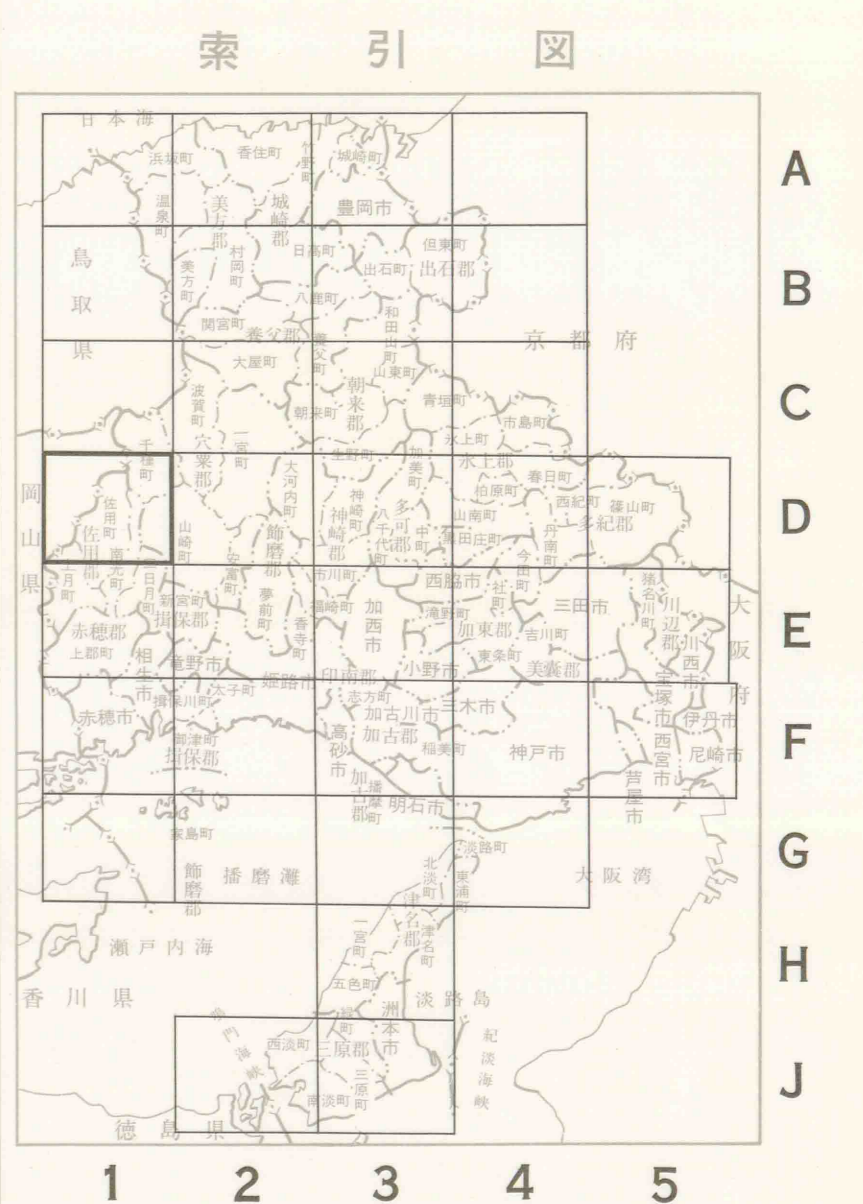 索引図
日本海
浜坂町
香住町
竹野町
城崎町
A
温泉町
美方郡
城崎郡
豊岡市
鳥取県
美方町
村岡町
日高町
出石町
但東町
出石郡
B
八鹿町
関宮町
養父郡
養父町
和田山町
京都府
大屋町
山東町
波賀町
朝来町
朝来郡
青垣町
市島町
C
千種町
宍粟郡
一宮町
生野町
加美町
氷上町
氷上郡
岡山県
佐用町
佐用郡
大河内町
神崎町
神崎郡
八千代町
多可郡
中町
柏原町
春日町
山南町
黒田庄町
西紀町
篠山町
多紀郡
丹南町
今田町
D
山崎町
飾磨郡
安富町
夢前町
上月町
南光町
三日月町
新宮町
揖保郡
市川町
福崎町
香寺町
加西市
西脇市
滝野町
社町
加東郡
三田市
吉川町
東条町
美嚢郡
猪名川町
川辺郡
川西市
大阪府
E
赤穂郡
上郡町
相生市
竜野市
姫路市
印南郡
小野市
宝塚市
赤穂市
揖保川町
太子町
御津町
揖保郡
志方町
加古川市
加古郡
高砂市
稲美町
三木市
神戸市
西宮市
伊丹市
尼崎市
F
加古郡
播磨町
明石市
芦屋市
家島町
飾磨郡
播磨灘
淡路町
北淡町
東浦町
大阪湾
G
津名郡
瀬戸内海
一宮町
津名町
H
香川県
五色町
淡路島
洲本市
緑町
鳴門海峡
西淡町
三原郡
紀淡海峡
三原町
南淡町
J
徳島県
1
2
3
4
5